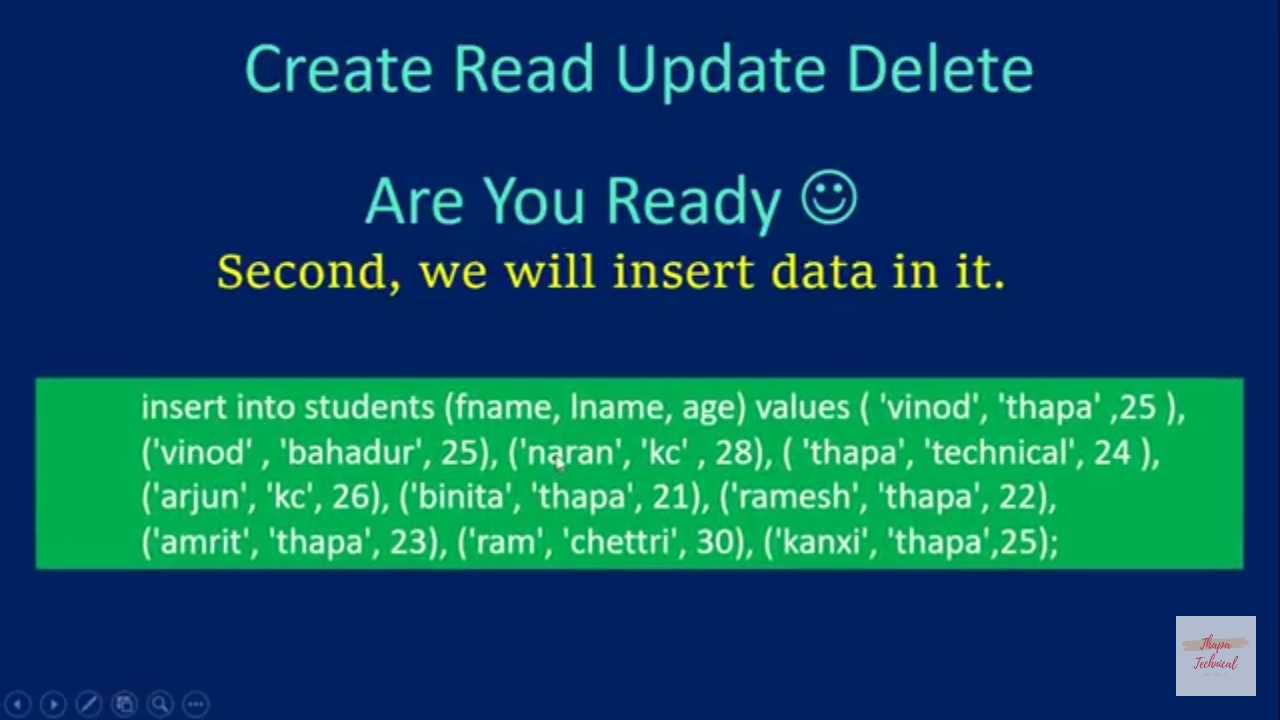 Create Read Update Delete
Are You Ready ☺
Second, we will insert data in it.
insert into students (fname, lname, age) values ( 'vinod', 'thapa' ,25 ),
('vinod' , 'bahadur', 25), ('naran', 'kc' , 28), ( 'thapa', 'technical', 24 ),
('arjun', 'kc', 26), ('binita', 'thapa', 21), ('ramesh', 'thapa', 22),
('amrit', 'thapa', 23), ('ram', 'chettri', 30), ('kanxi', 'thapa',25);
Thapa
Technical